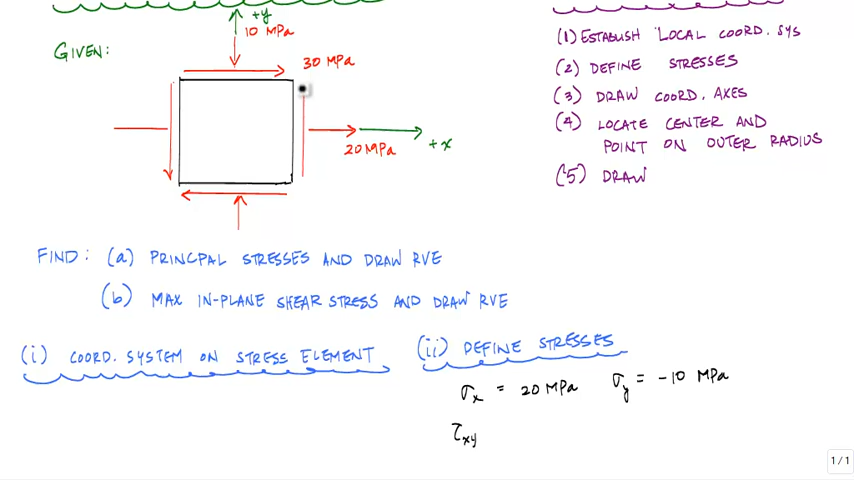 +y
10 MPa
GIVEN:
30 MPa
20 MPa
+x
(1) ESTABLISH LOCAL COORD. SYS
(2) DEFINE STRESSES
(3) DRAW COORD. AXES
(4) LOCATE CENTER AND
POINT ON OUTER RADIUS
(5) DRAW
FIND: (a) PRINCPAL STRESSES AND DRAW RVE
(b) MAX IN-PLANE SHEAR STRESS AND DRAW RVE
(i) COORD. SYSTEM ON STRESS ELEMENT
(ii) DEFINE STRESSES
σx = 20 MPa σy = -10 MPa
τxy
1/1